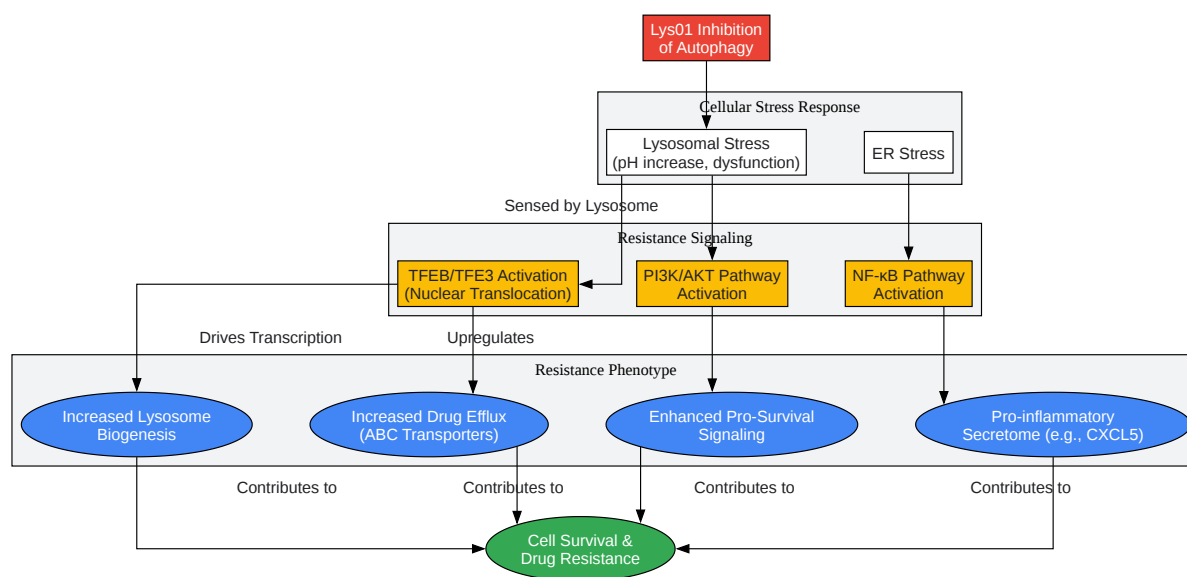 Lys01 Inhibition
of Autophagy
Cellular Stress Response
Lysosomal Stress
(pH increase, dysfunction)
ER Stress
Sensed by Lysosome
Resistance Signaling
TFEB/TFE3 Activation
(Nuclear Translocation)
PI3K/AKT Pathway
Activation
NF-κB Pathway
Activation
Drives Transcription
Upregulates
Resistance Phenotype
Increased Lysosome
Biogenesis
Increased Drug Efflux
(ABC Transporters)
Enhanced Pro-Survival
Signaling
Pro-inflammatory
Secretome (e.g., CXCL5)
Contributes to
Contributes to
Contributes to
Contributes to
Cell Survival &
Drug Resistance